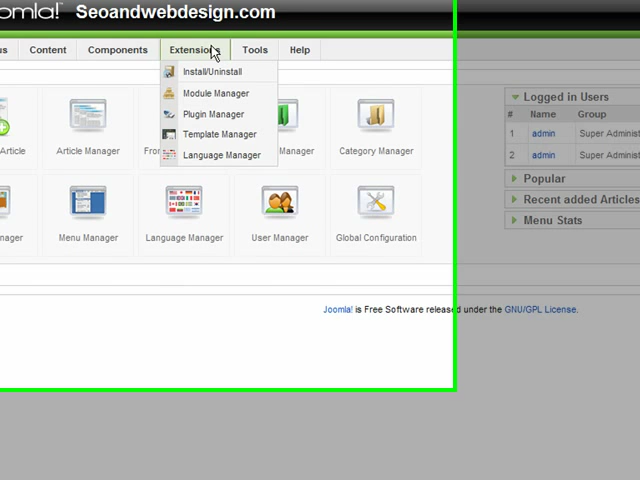 oomla! Seoandwebdesign.com
us Content Components Extensions Tools Help
Install/Uninstall
Module Manager
Plugin Manager
Template Manager
Language Manager
Article Article Manager Fron Manager Category Manager
nager Menu Manager Language Manager User Manager Global Configuration
Logged in Users
# Name Group
1 admin Super Administ
2 admin Super Administ
Popular
Recent added Articles
Menu Stats
Joomla! is Free Software released under the GNU/GPL License.